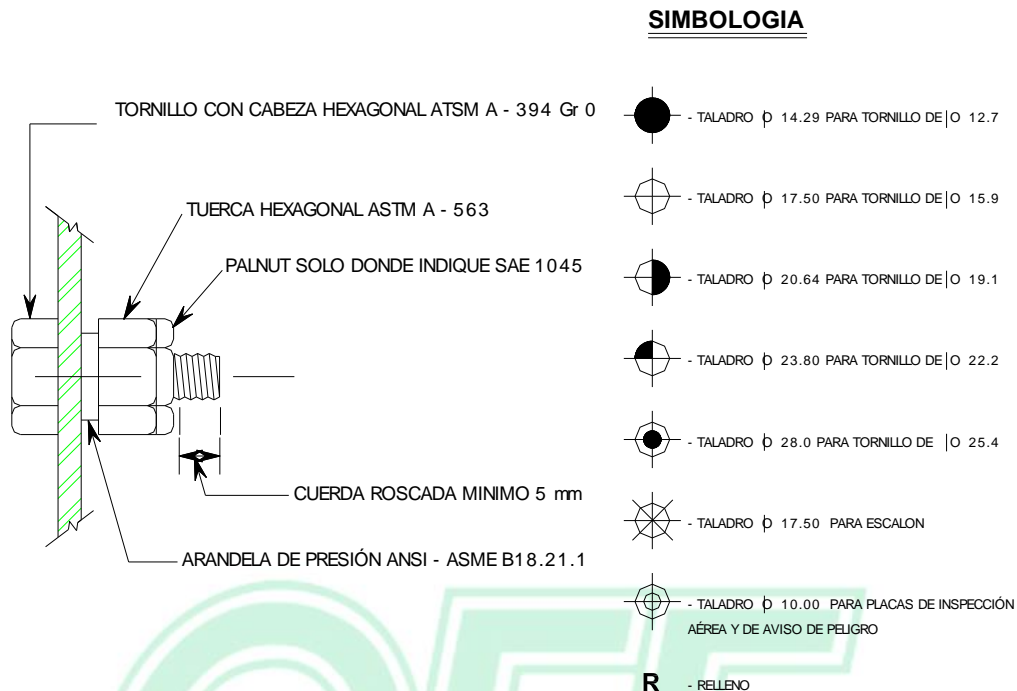 SIMBOLOGIA
TORNILLO CON CABEZA HEXAGONAL ATSM A - 394 Gr 0
TUERCA HEXAGONAL ASTM A - 563
PALNUT SOLO DONDE INDIQUE SAE 1045
CUERDA ROSCADA MINIMO 5 mm
ARANDELA DE PRESIÓN ANSI - ASME B18.21.1
- TALADRO O 14.29 PARA TORNILLO DE O 12.7
- TALADRO O 17.50 PARA TORNILLO DE O 15.9
- TALADRO O 20.64 PARA TORNILLO DE O 19.1
- TALADRO O 23.80 PARA TORNILLO DE O 22.2
- TALADRO O 28.0 PARA TORNILLO DE O 25.4
- TALADRO O 17.50 PARA ESCALON
- TALADRO O 10.00 PARA PLACAS DE INSPECCIÓN
AÉREA Y DE AVISO DE PELIGRO
R - RELLENO